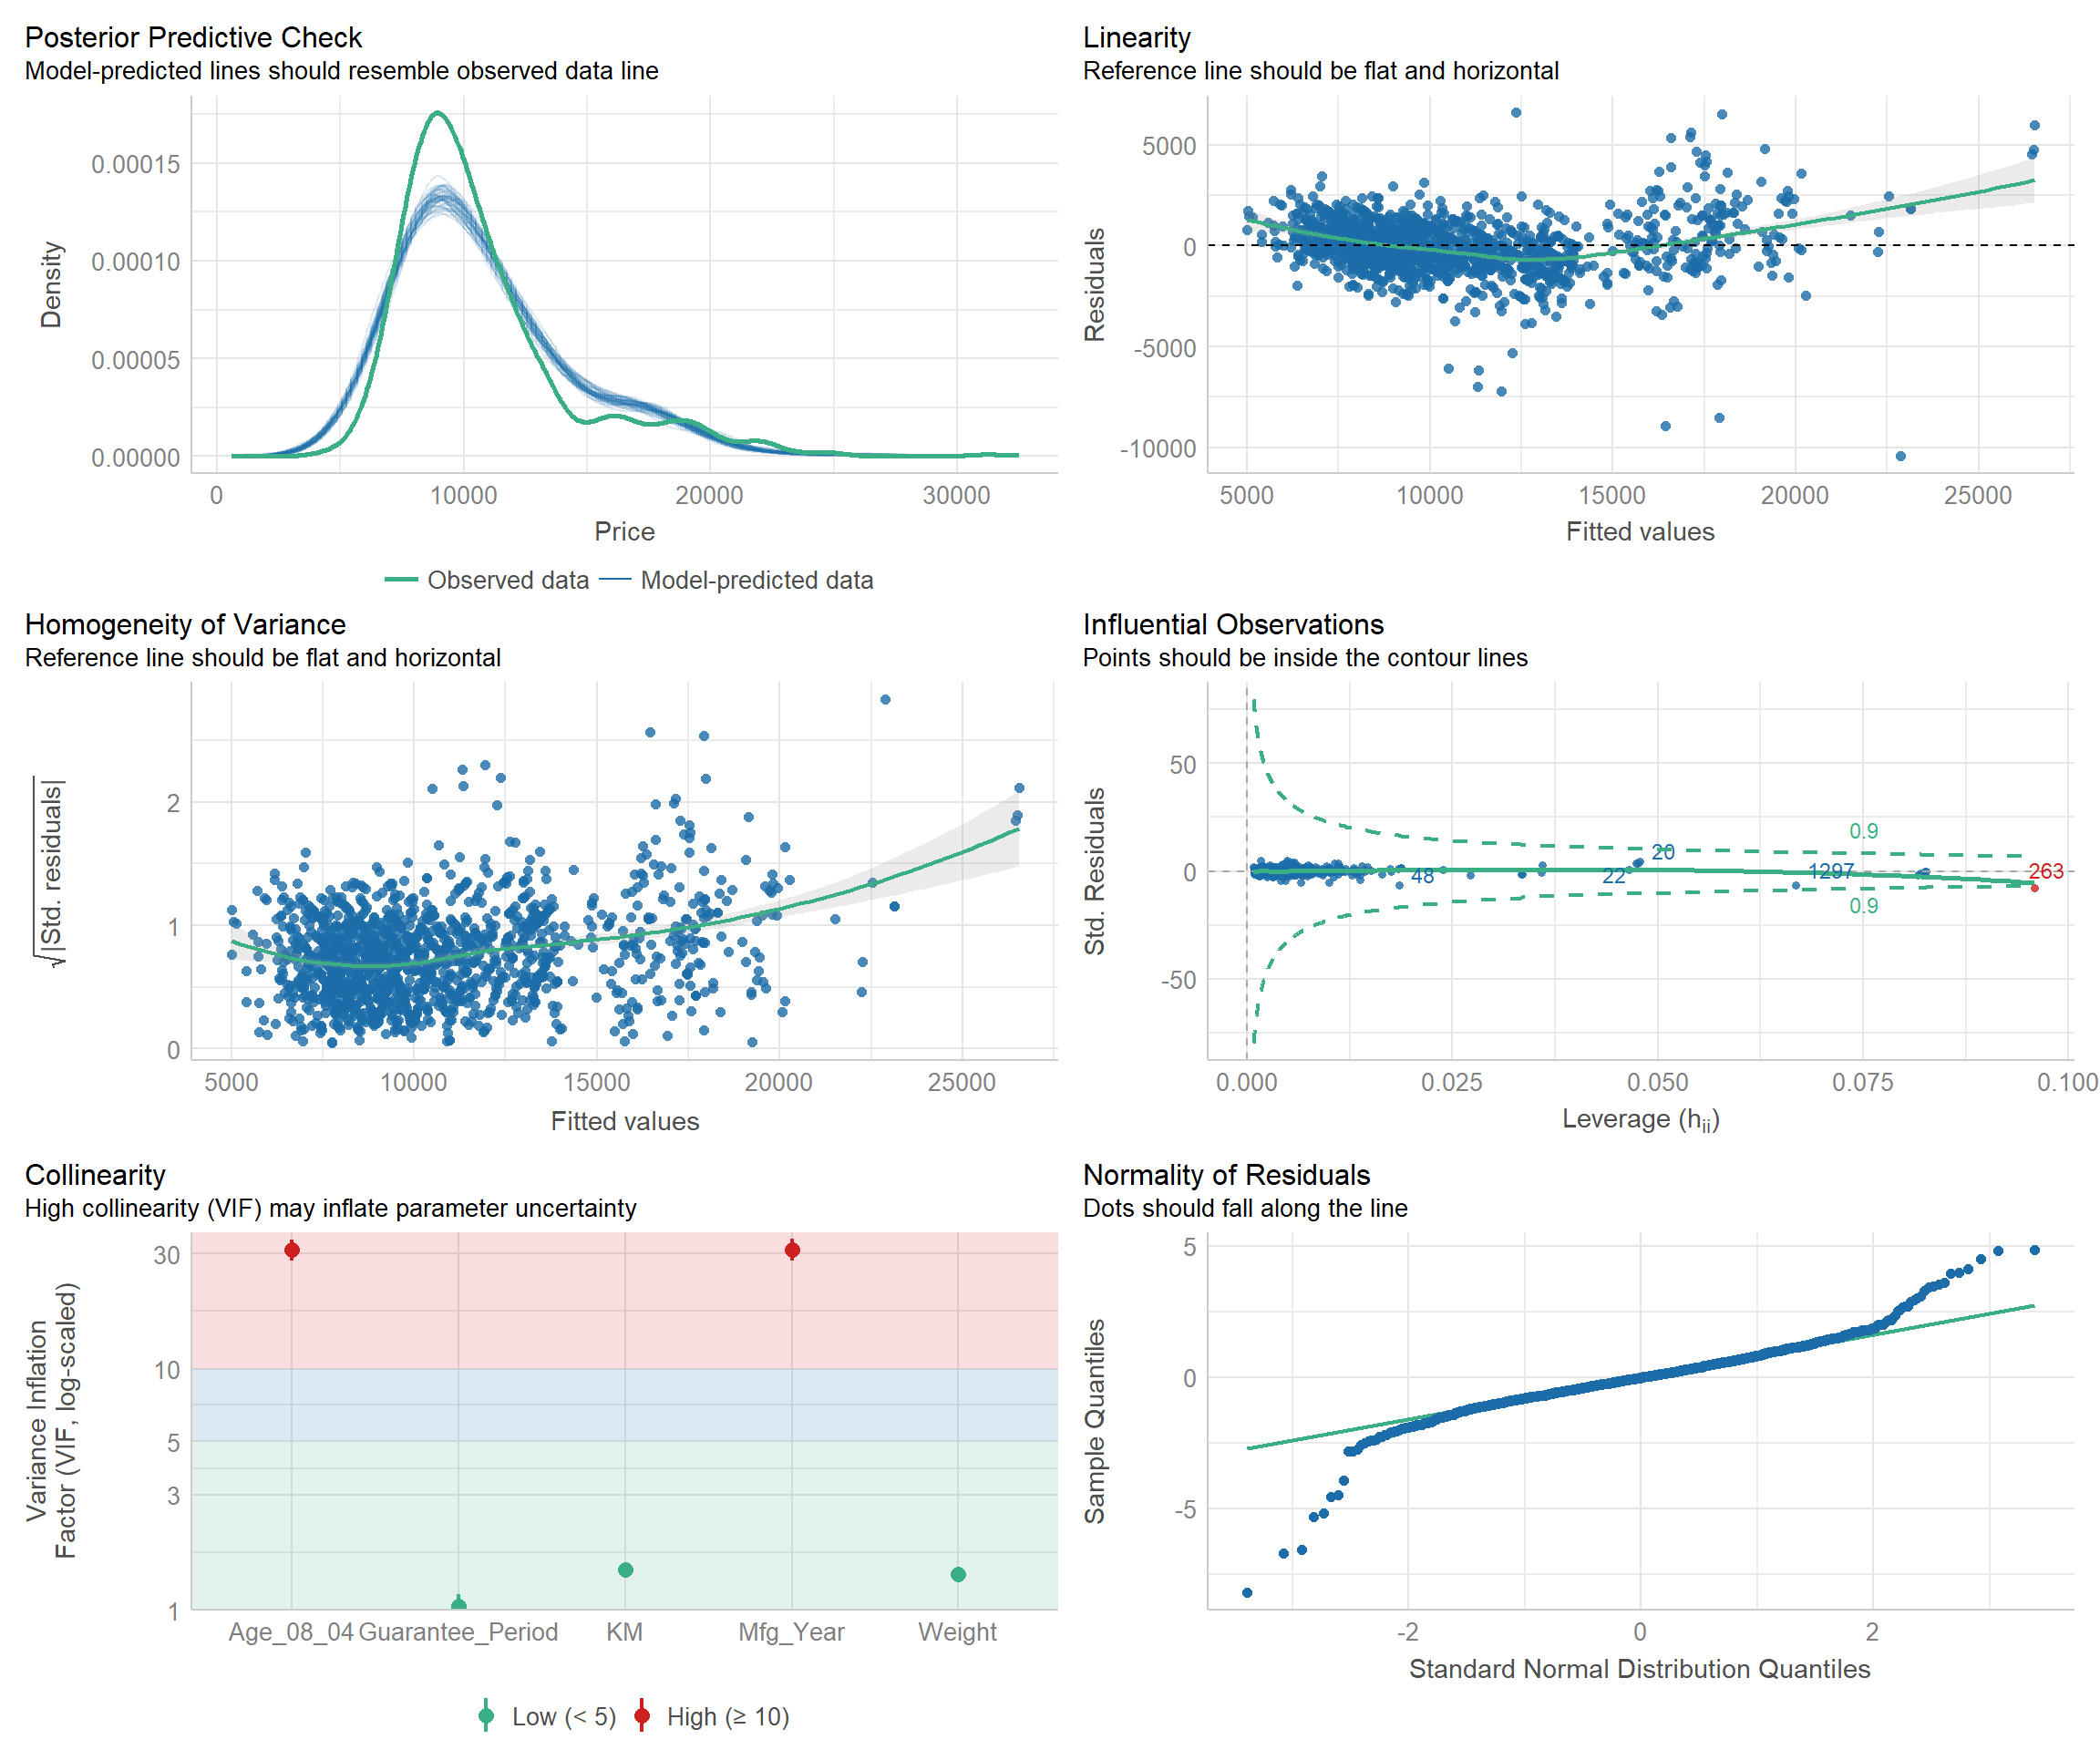 Posterior Predictive Check
Model-predicted lines should resemble observed data line
0.00015
0.00010
0.00005
0.00000
Density
0 10000 20000 30000
Price
Observed data Model-predicted data
Linearity
Reference line should be flat and horizontal
5000
0
-5000
-10000
Residuals
5000 10000 15000 20000 25000
Fitted values
Homogeneity of Variance
Reference line should be flat and horizontal
2
1
0
√|Std. residuals|
5000 10000 15000 20000 25000
Fitted values
Influential Observations
Points should be inside the contour lines
50
0
-50
Std. Residuals
0.9
20
48 22 1297 263
0.9
0.000 0.025 0.050 0.075 0.100
Leverage (hii)
Collinearity
High collinearity (VIF) may inflate parameter uncertainty
30
10
5
3
1
Variance Inflation
Factor (VIF, log-scaled)
Age_08_04 Guarantee_Period KM Mfg_Year Weight
Low (< 5) High (≥ 10)
Normality of Residuals
Dots should fall along the line
5
0
-5
Sample Quantiles
-2 0 2
Standard Normal Distribution Quantiles